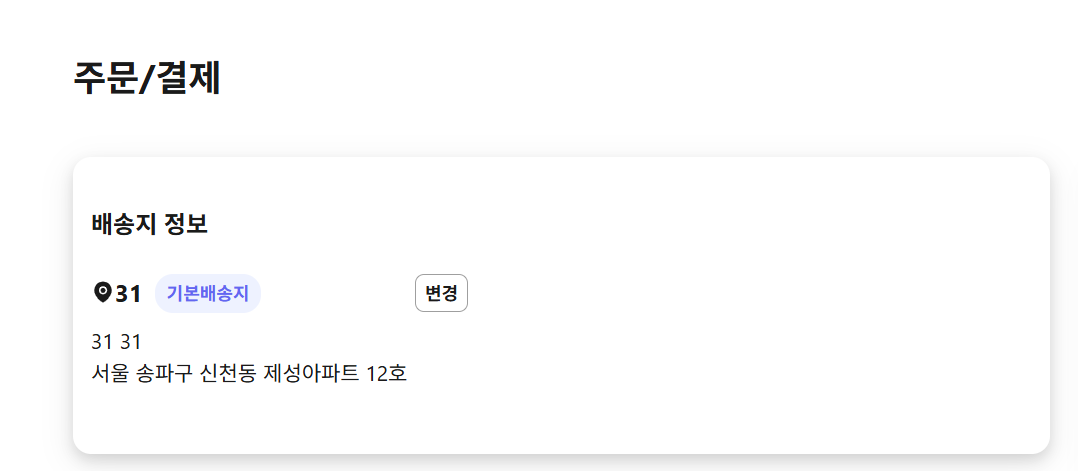 주문/결제
배송지 정보
31 기본배송지 변경
31 31
서울 송파구 신천동 제성아파트 12호